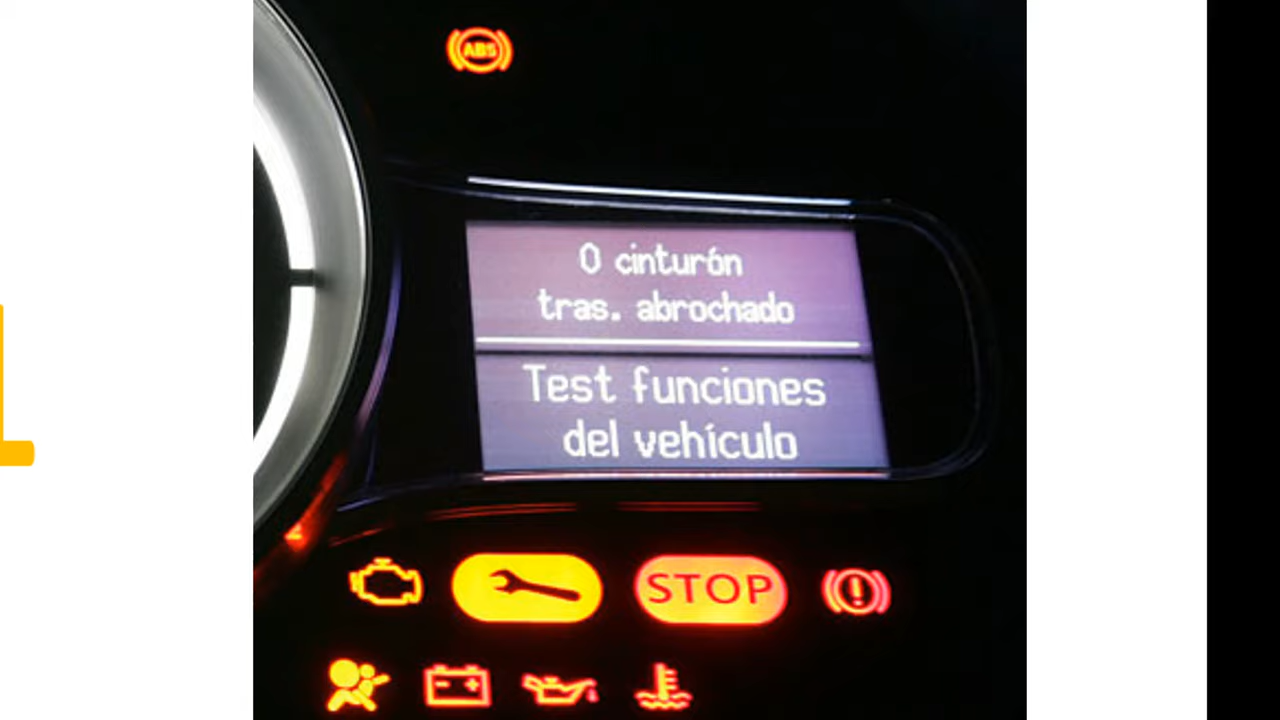 ABS
0 cinturón
tras. abrochado
Test funciones
del vehículo
STOP